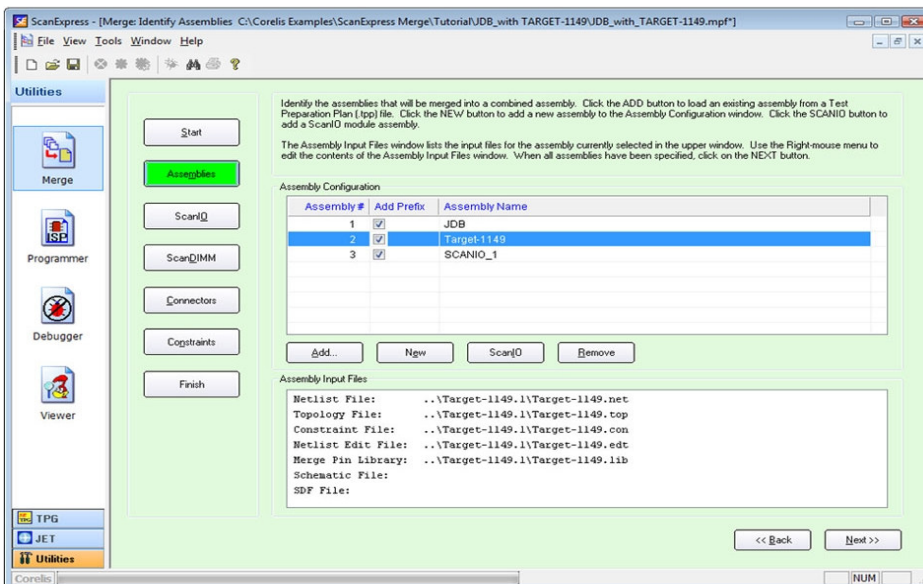 ScanExpress - [Merge: Identify Assemblies C:\Corelis Examples\ScanExpress Merge\Tutorial\JDB_with TARGET-1149\JDB_with_TARGET-1149.mpf*]
File View Tools Window Help
Utilities
Merge
ISP
Programmer
Debugger
Viewer
TPG
JET
Utilities
Start
Assemblies
ScanIO
ScanDIMM
Connectors
Constraints
Finish
Identify the assemblies that will be merged into a combined assembly. Click the ADD button to load an existing assembly from a Test
Preparation Plan (.tpp) file. Click the NEW button to add a new assembly to the Assembly Configuration window. Click the SCANIO button to
add a ScanIO module assembly.
The Assembly Input Files window lists the input files for the assembly currently selected in the upper window. Use the Right-mouse menu to
edit the contents of the Assembly Input Files window. When all assemblies have been specified, click on the NEXT button.
Assembly Configuration
Assembly # Add Prefix Assembly Name
1 JDB
2 Target-1149
3 SCANIO_1
Add... New ScanIO Remove
Assembly Input Files
Netlist File: ..\Target-1149.1\Target-1149.net
Topology File: ..\Target-1149.1\Target-1149.top
Constraint File: ..\Target-1149.1\Target-1149.con
Netlist Edit File: ..\Target-1149.1\Target-1149.edt
Merge Pin Library: ..\Target-1149.1\Target-1149.lib
Schematic File:
SDF File:
<< Back Next >>
Corelis NUM